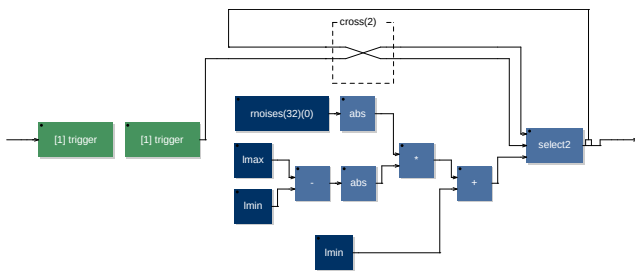 cross(2)
[1] trigger
[1] trigger
rnoises(32)(0)
abs
lmax
lmin
-
abs
*
+
select2
lmin